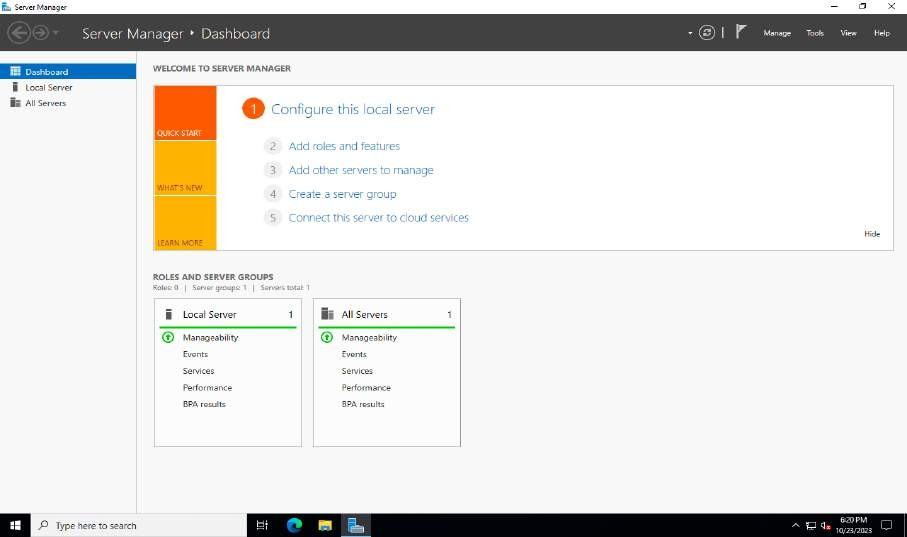 Server Manager
Server Manager Dashboard
Manage Tools View Help
Dashboard
Local Server
All Servers
WELCOME TO SERVER MANAGER
QUICK START
WHAT'S NEW
LEARN MORE
1 Configure this local server
2 Add roles and features
3 Add other servers to manage
4 Create a server group
5 Connect this server to cloud services
Hide
ROLES AND SERVER GROUPS
Roles: 0 | Server groups: 1 | Servers total: 1
Local Server 1
Manageability
Events
Services
Performance
BPA results
All Servers 1
Manageability
Events
Services
Performance
BPA results
Type here to search
6:20 PM
10/23/2023